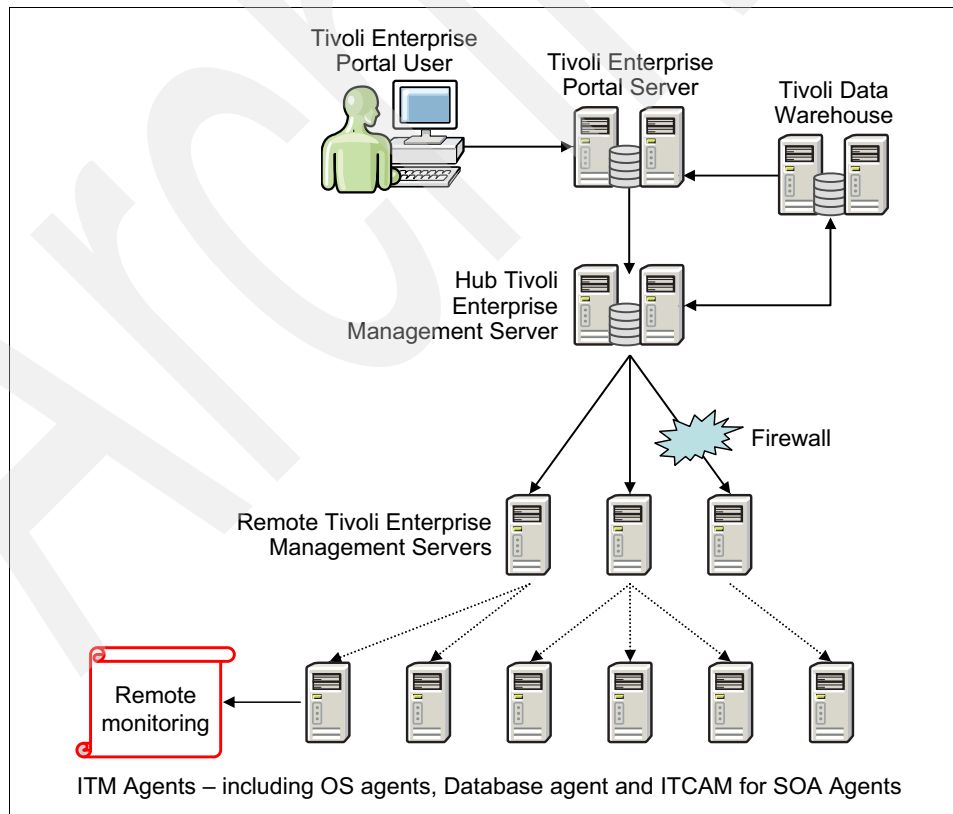 Tivoli Enterprise
Portal User
Tivoli Enterprise
Portal Server
Tivoli Data
Warehouse
Hub Tivoli
Enterprise
Management Server
Firewall
Remote Tivoli Enterprise
Management Servers
Remote
monitoring
ITM Agents – including OS agents, Database agent and ITCAM for SOA Agents